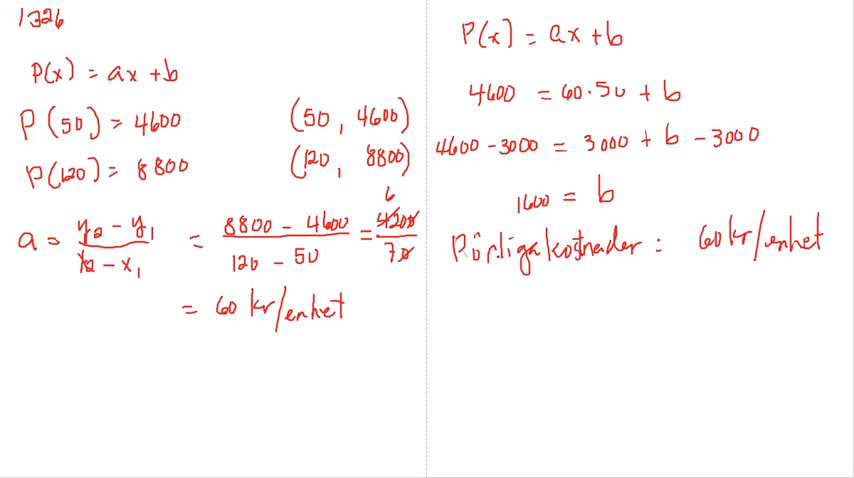 1326
P(x) = ax + b
P(50) = 4600 (50, 4600)
P(120) = 8800 (120, 8800)
a = y2 - y1 / x2 - x1 = 8800 - 4600 / 120 - 50 = 4200 / 70
6
= 60 kr/enhet
P(x) = ax + b
4600 = 60·50 + b
4600 - 3000 = 3000 + b - 3000
1600 = b
Rörliga kostnader : 60 kr/enhet